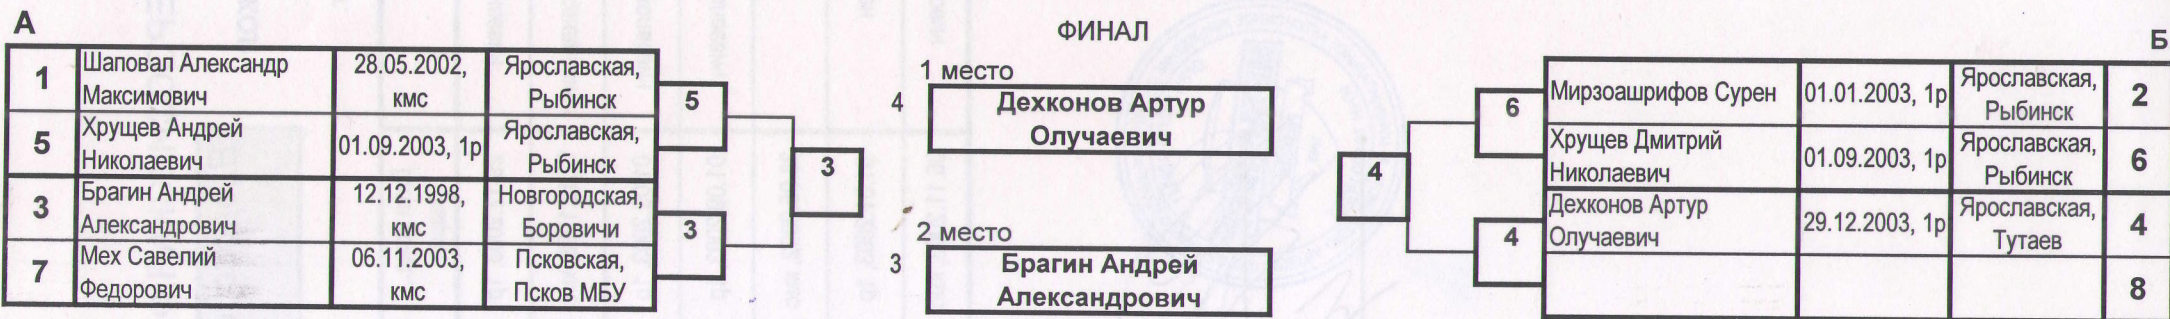 А
ФИНАЛ
Б
1
Шаповал Александр
Максимович
28.05.2002,
кмс
Ярославская,
Рыбинск
5
Хрущев Андрей
Николаевич
01.09.2003, 1р
Ярославская,
Рыбинск
3
Брагин Андрей
Александрович
12.12.1998,
кмс
Новгородская,
Боровичи
7
Мех Савелий
Федорович
06.11.2003,
кмс
Псковская,
Псков МБУ
5
3
3
1 место
4
Дехконов Артур
Олучаевич
2 место
3
Брагин Андрей
Александрович
4
6
4
Мирзоашрифов Сурен
01.01.2003, 1р
Ярославская,
Рыбинск
2
Хрущев Дмитрий
Николаевич
01.09.2003, 1р
Ярославская,
Рыбинск
6
Дехконов Артур
Олучаевич
29.12.2003, 1р
Ярославская,
Тутаев
4
8